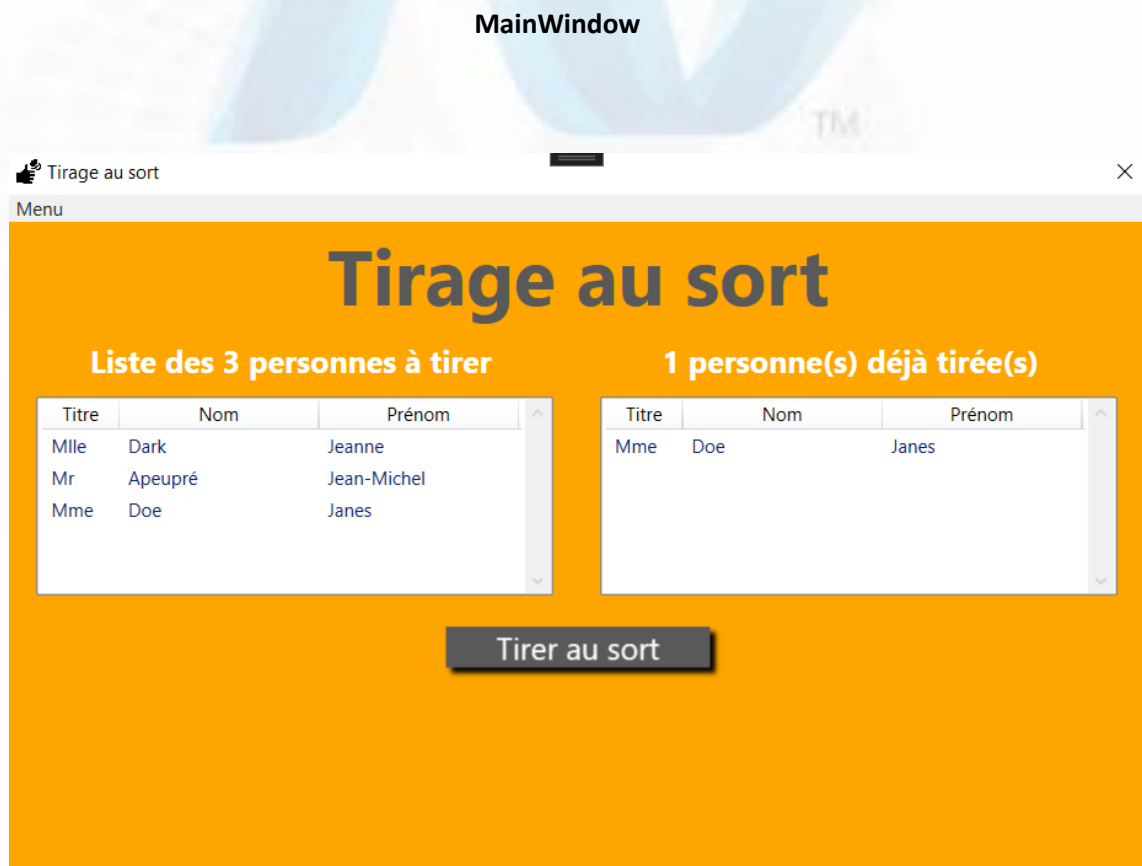 MainWindow
TM
Tirage au sort
Menu
Tirage au sort
Liste des 3 personnes à tirer
Titre Nom Prénom
Mlle Dark Jeanne
Mr Apeupré Jean-Michel
Mme Doe Janes
1 personne(s) déjà tirée(s)
Titre Nom Prénom
Mme Doe Janes
Tirer au sort